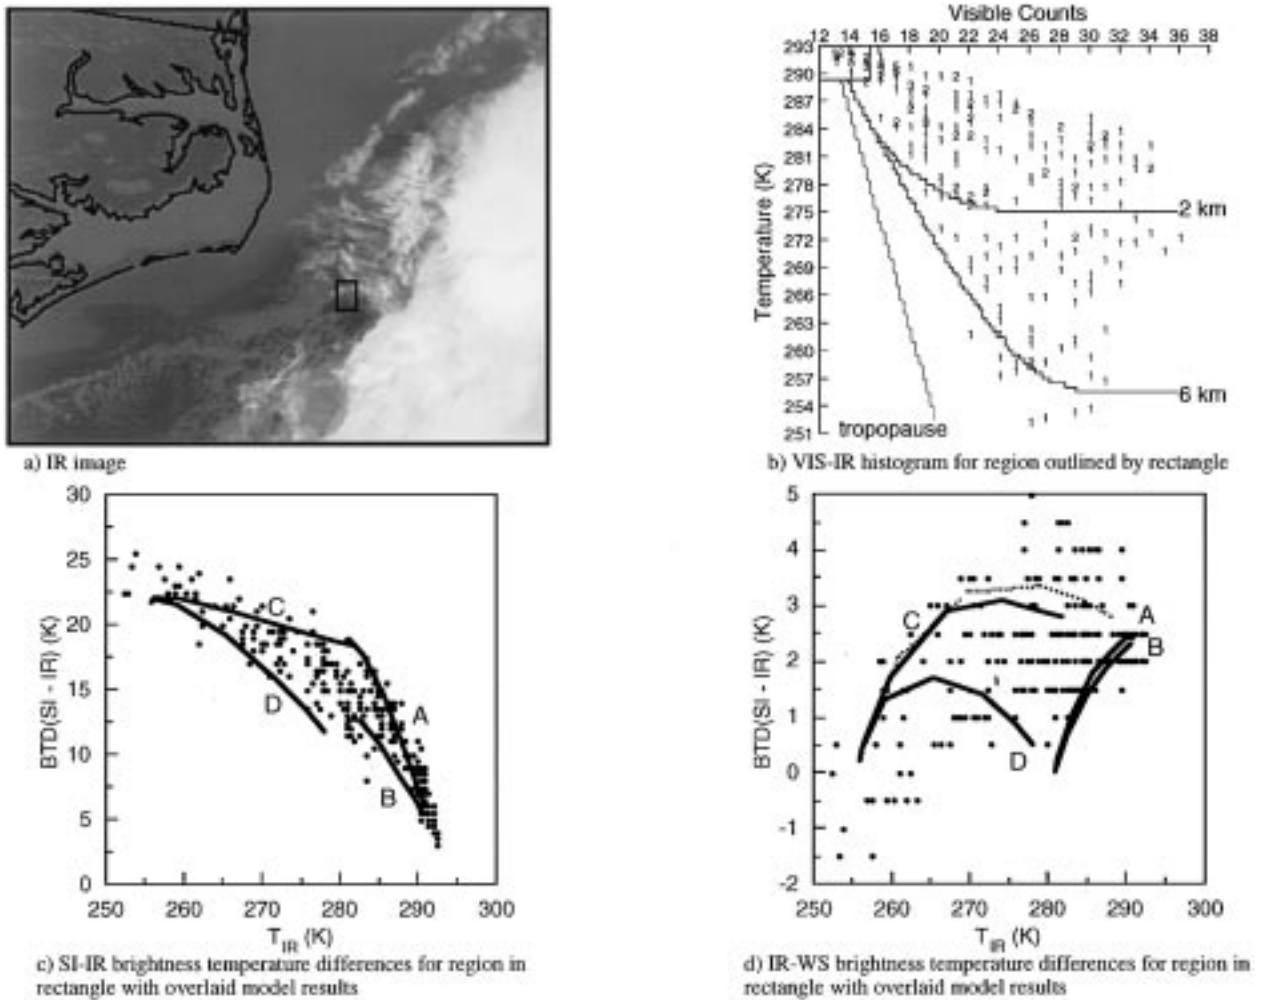 a) IR image
Visible Counts
12 14 16 18 20 22 24 26 28 30 32 34 36 38
Temperature (K)
293
290
287
284
281
278
275
272
269
266
263
260
257
254
251
2 km
6 km
tropopause
b) VIS-IR histogram for region outlined by rectangle
BTD(SI - IR) (K)
30
25
20
15
10
5
0
C
D
A
B
250 260 270 280 290 300
T_IR (K)
c) SI-IR brightness temperature differences for region in
rectangle with overlaid model results
BTD(SI - IR) (K)
5
4
3
2
1
0
-1
-2
C
A
B
D
250 260 270 280 290 300
T_IR (K)
d) IR-WS brightness temperature differences for region in
rectangle with overlaid model results